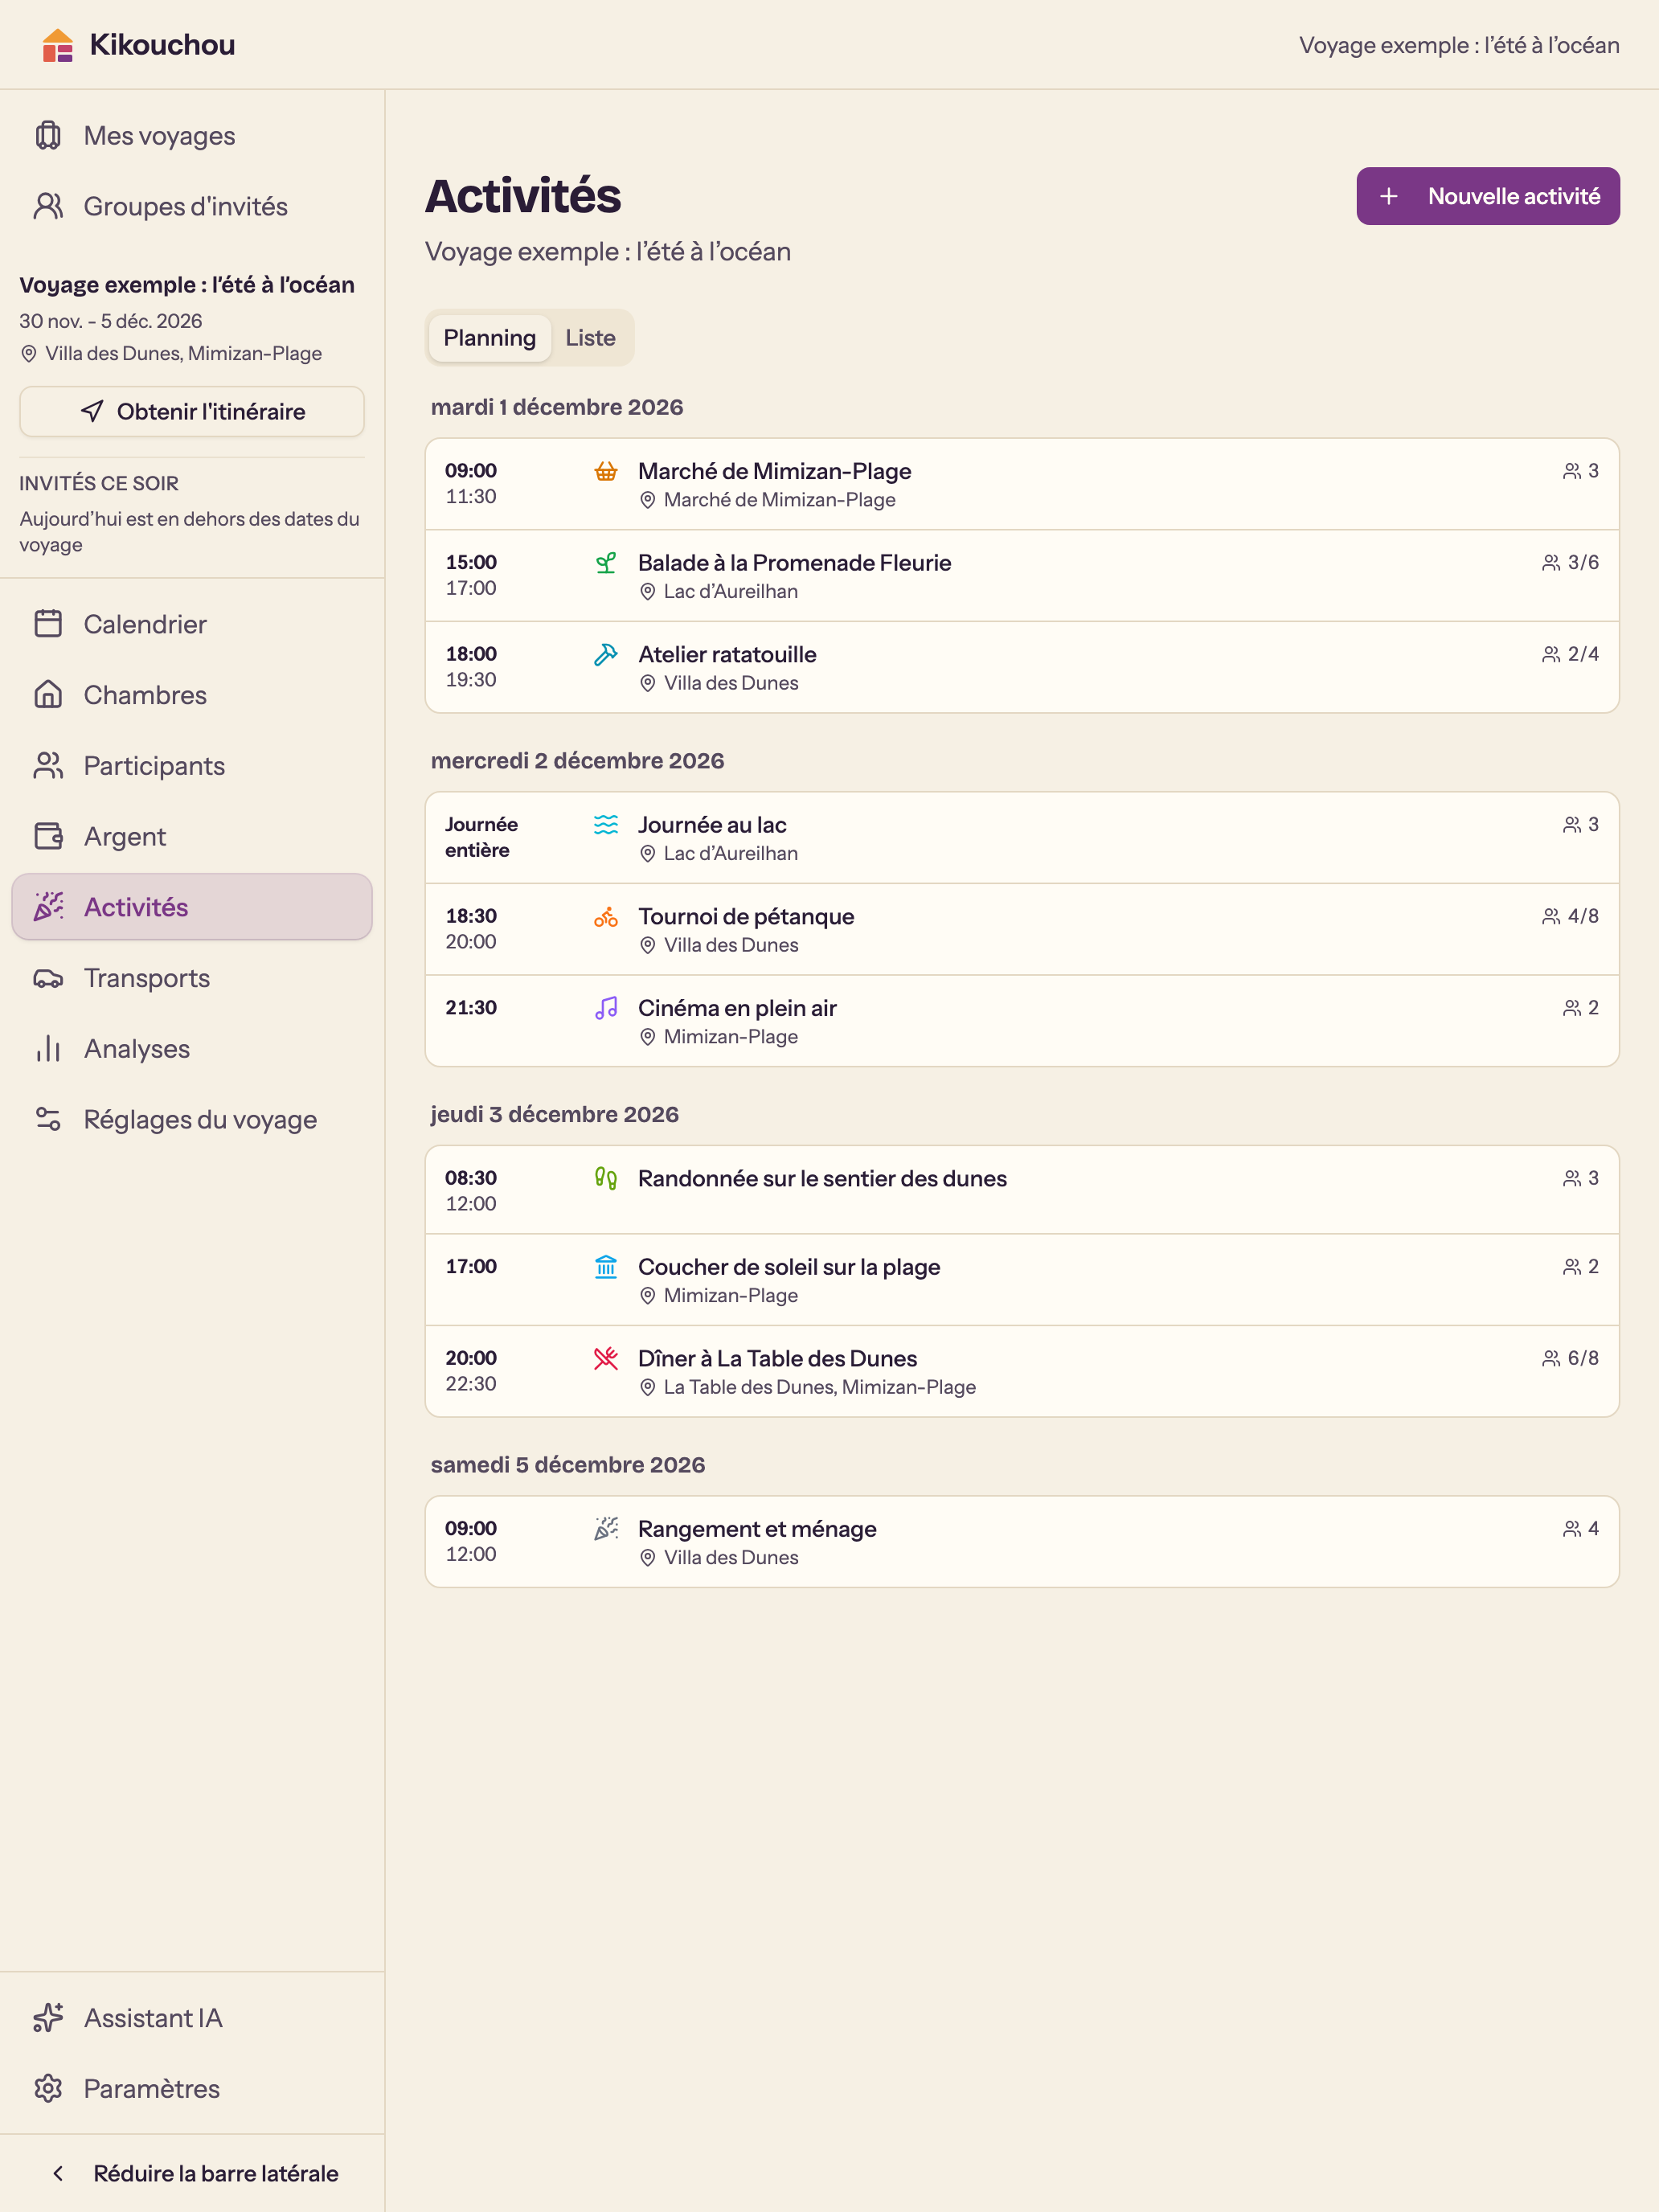 Kikouchou
Voyage exemple : l’été à l’océan
Mes voyages
Groupes d'invités
Voyage exemple : l’été à l’océan
30 nov. - 5 déc. 2026
Villa des Dunes, Mimizan-Plage
Obtenir l'itinéraire
INVITÉS CE SOIR
Aujourd’hui est en dehors des dates du
voyage
Calendrier
Chambres
Participants
Argent
Activités
Transports
Analyses
Réglages du voyage
Assistant IA
Paramètres
Réduire la barre latérale
Activités
Nouvelle activité
Voyage exemple : l’été à l’océan
Planning
Liste
mardi 1 décembre 2026
09:00 Marché de Mimizan-Plage 3
11:30 Marché de Mimizan-Plage
15:00 Balade à la Promenade Fleurie 3/6
17:00 Lac d’Aureilhan
18:00 Atelier ratatouille 2/4
19:30 Villa des Dunes
mercredi 2 décembre 2026
Journée Journée au lac 3
entière Lac d’Aureilhan
18:30 Tournoi de pétanque 4/8
20:00 Villa des Dunes
21:30 Cinéma en plein air 2
Mimizan-Plage
jeudi 3 décembre 2026
08:30 Randonnée sur le sentier des dunes 3
12:00
17:00 Coucher de soleil sur la plage 2
Mimizan-Plage
20:00 Dîner à La Table des Dunes 6/8
22:30 La Table des Dunes, Mimizan-Plage
samedi 5 décembre 2026
09:00 Rangement et ménage 4
12:00 Villa des Dunes